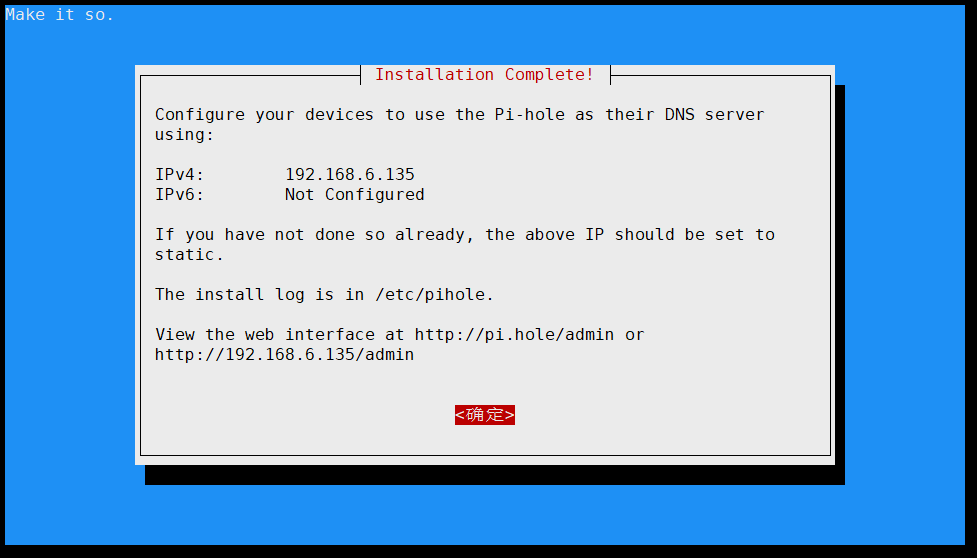 Make it so.
Installation Complete!
Configure your devices to use the Pi-hole as their DNS server
using:
IPv4: 192.168.6.135
IPv6: Not Configured
If you have not done so already, the above IP should be set to
static.
The install log is in /etc/pihole.
View the web interface at http://pi.hole/admin or
http://192.168.6.135/admin
<确定>